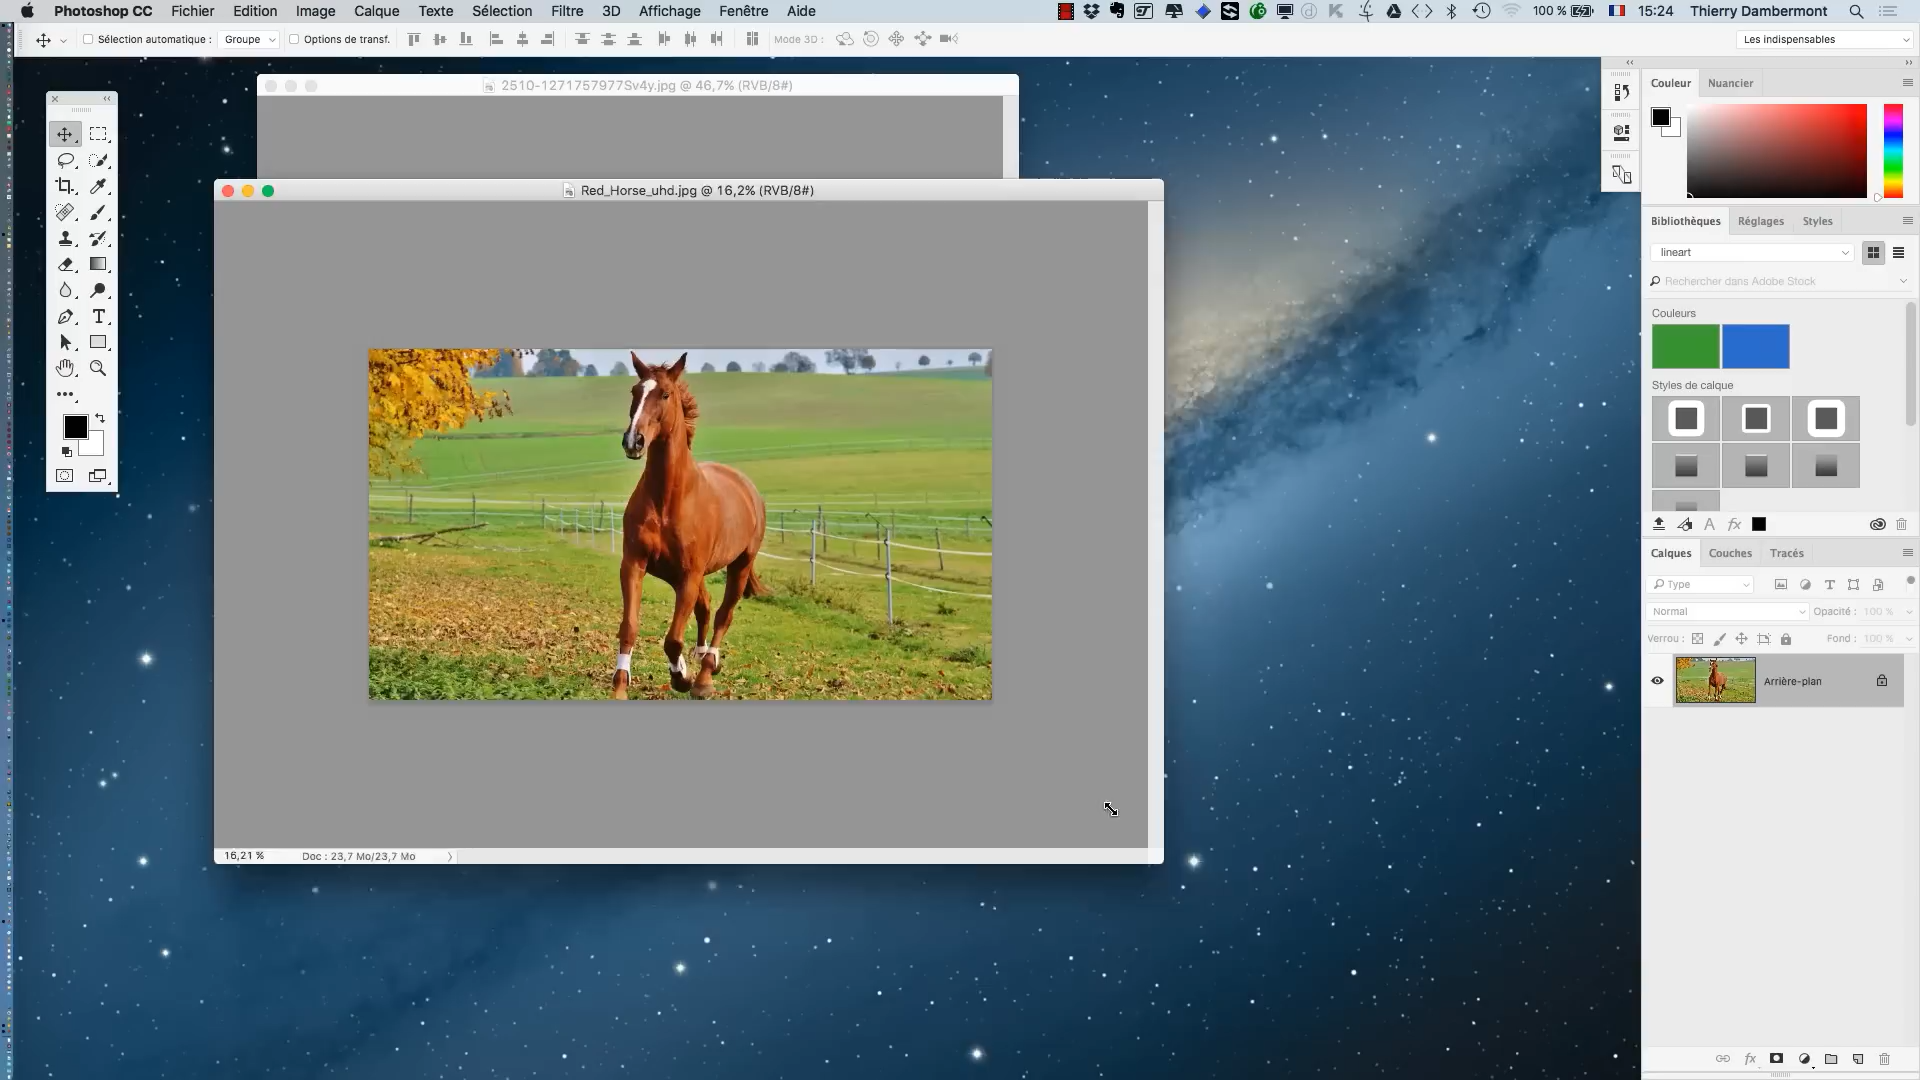 Photoshop CC Fichier Edition Image Calque Texte Sélection Filtre 3D Affichage Fenêtre Aide 100 % 15:24 Thierry Dambermont
Sélection automatique : Groupe Options de transf. Mode 3D : Les indispensables
2510-1271757977Sv4y.jpg @ 46,7% (RVB/8#)
Red_Horse_uhd.jpg @ 16,2% (RVB/8#)
16,21 % Doc : 23,7 Mo/23,7 Mo
Couleur Nuancier
Bibliothèques Réglages Styles
lineart
Rechercher dans Adobe Stock
Couleurs
Styles de calque
Calques Couches Tracés
Type
Normal Opacité : 100 %
Verrou : Fond : 100 %
Arrière-plan